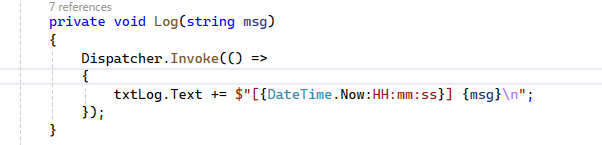 7 references
private void Log(string msg)
{
Dispatcher.Invoke(() =>
{
txtLog.Text += $"[{DateTime.Now:HH:mm:ss}] {msg}\n";
});
}